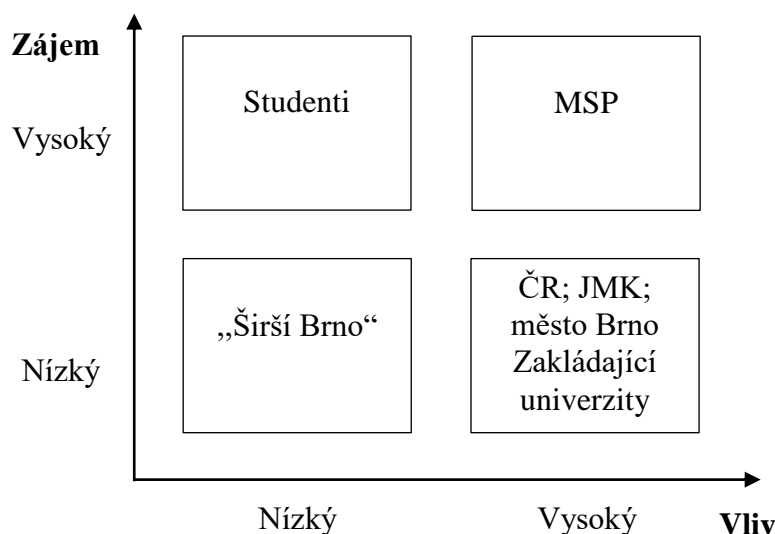 Zájem
Studenti
MSP
Vysoký
„Širší Brno“
ČR; JMK;
město Brno
Zakládající
univerzity
Nízký
Nízký
Vysoký
Vliv